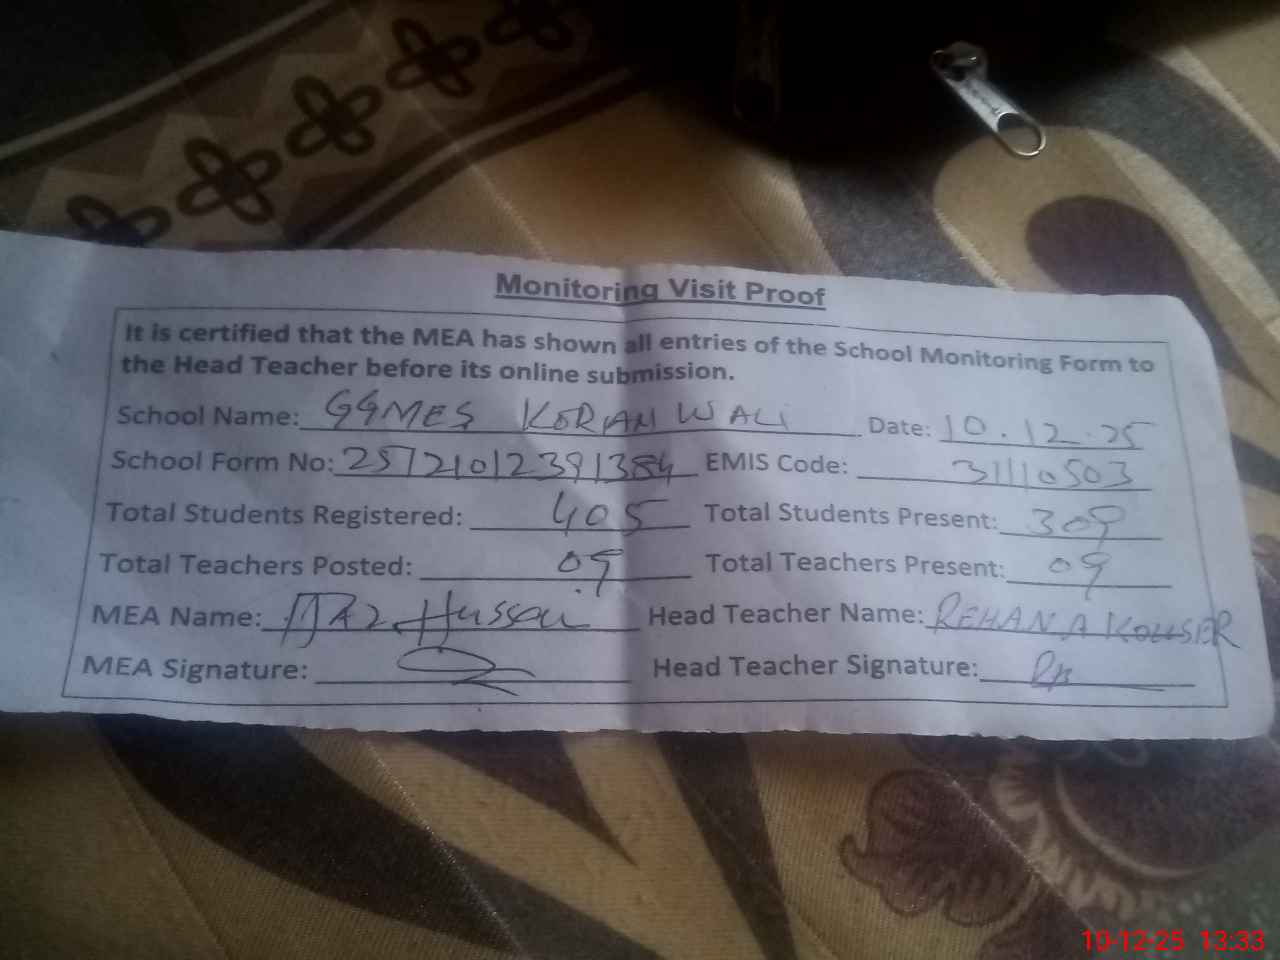 Monitoring Visit Proof
It is certified that the MEA has shown all entries of the School Monitoring Form to
the Head Teacher before its online submission.
School Name: GGMES KORIAN WALI Date: 10.12.25
School Form No: EMIS Code: 31110503
Total Students Registered: 405 Total Students Present: 309
Total Teachers Posted: 09 Total Teachers Present: 09
MEA Name: Hussain Head Teacher Name: REHANA KOUSER
MEA Signature: Head Teacher Signature:
10-12-25 13:33